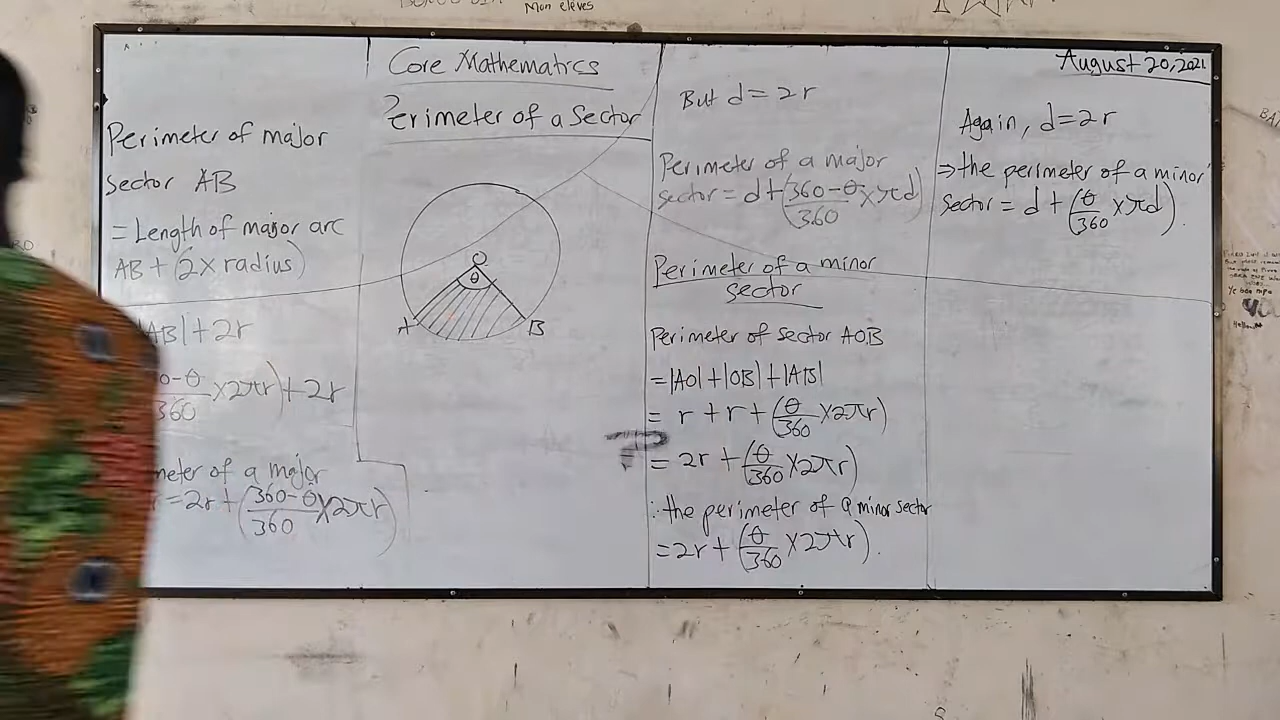 Mon eleves
Core Mathematics
August 20, 2021
Perimeter of a Sector
Perimeter of major
sector AB
= Length of major arc
AB + (2 x radius)
AB| + 2r
0-θ/360 x 2πr) + 2r
meter of a major
= 2r + (360-θ/360 x 2πr)
O
θ
A
B
But d = 2r
Perimeter of a major
sector = d + (360-θ/360 x πd)
Perimeter of a minor
sector
Perimeter of sector AOB
= |AO| + |OB| + |AB|
= r + r + (θ/360 x 2πr)
= 2r + (θ/360 x 2πr)
∴ the perimeter of a minor sector
= 2r + (θ/360 x 2πr).
Again, d = 2r
⇒ the perimeter of a minor
sector = d + (θ/360 x πd).